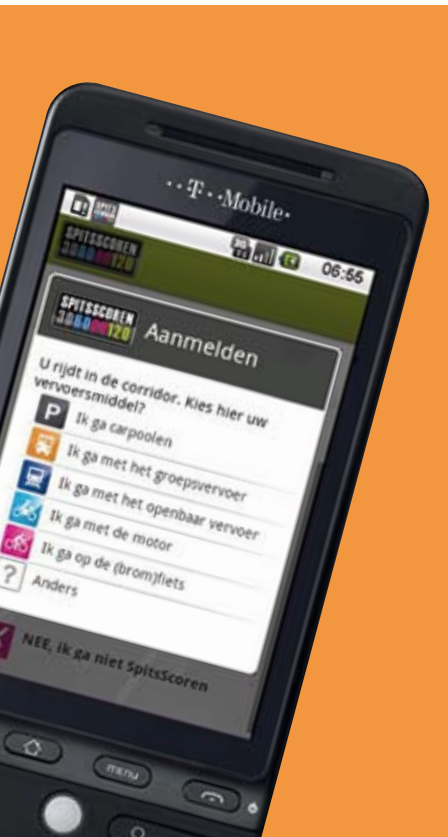 ··T··Mobile·
SPITSSCOREN
06:55
SPITSSCOREN
Aanmelden
U rijdt in de corridor. Kies hier uw
vervoersmiddel?
P
Ik ga carpoolen
Ik ga met het groepsvervoer
Ik ga met het openbaar vervoer
Ik ga met de motor
Ik ga op de (brom)fiets
?
Anders
NEE, ik ga niet SpitsScoren
menu